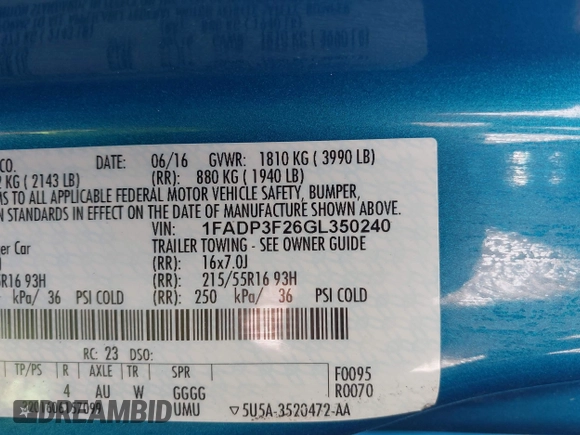 CO. DATE: 06/16 GVWR: 1810 KG ( 3990 LB)
2 KG ( 2143 LB) (RR): 880 KG ( 1940 LB)
MS TO ALL APPLICABLE FEDERAL MOTOR VEHICLE SAFETY, BUMPER,
N STANDARDS IN EFFECT ON THE DATE OF MANUFACTURE SHOWN ABOVE.
VIN: 1FADP3F26GL350240
er Car TRAILER TOWING - SEE OWNER GUIDE
(RR): 16x7.0J
R16 93H (RR): 215/55R16 93H
kPa/ 36 PSI COLD (RR): 250 kPa/ 36 PSI COLD
RC: 23 DSO:
TP/PS R AXLE TR SPR F0095
4 AU W GGGG R0070
UMU 5U5A-3520472-AA
EPICDRIVE.COM